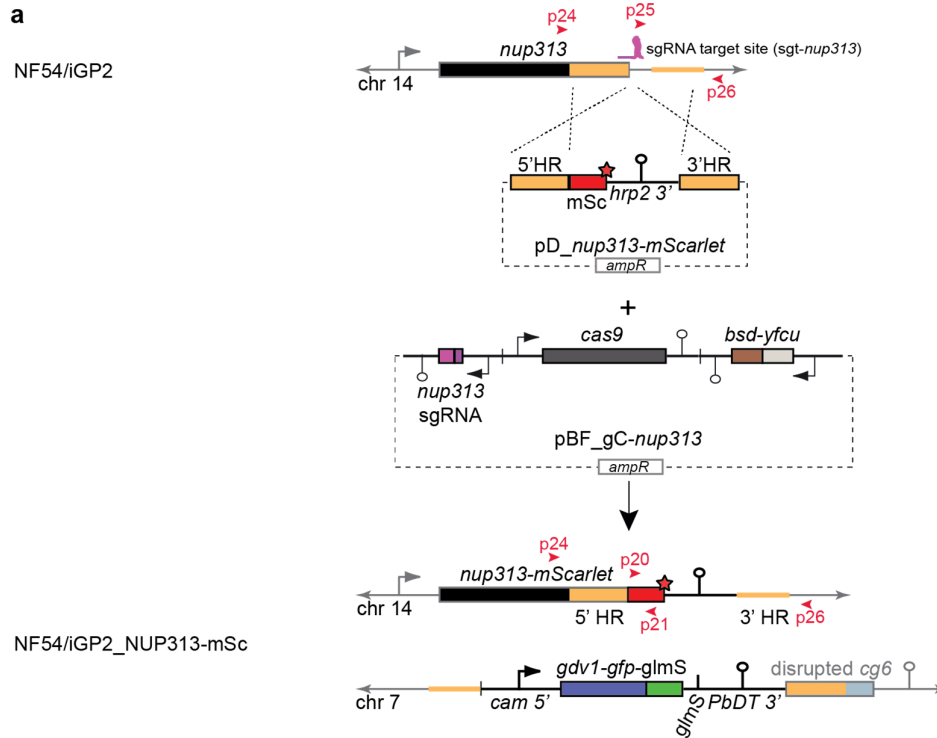 a
p24
p25
nup313
sgRNA target site (sgt-nup313)
NF54/iGP2
chr 14
p26
5'HR
3'HR
mSc
hrp2 3'
pD_nup313-mScarlet
ampR
+
cas9
bsd-yfcu
nup313
sgRNA
pBF_gC-nup313
ampR
p24
p20
nup313-mScarlet
chr 14
5' HR
p21
3' HR
p26
NF54/iGP2_NUP313-mSc
gdv1-gfp-glmS
disrupted cg6
chr 7
cam 5'
glmS
PbDT 3'